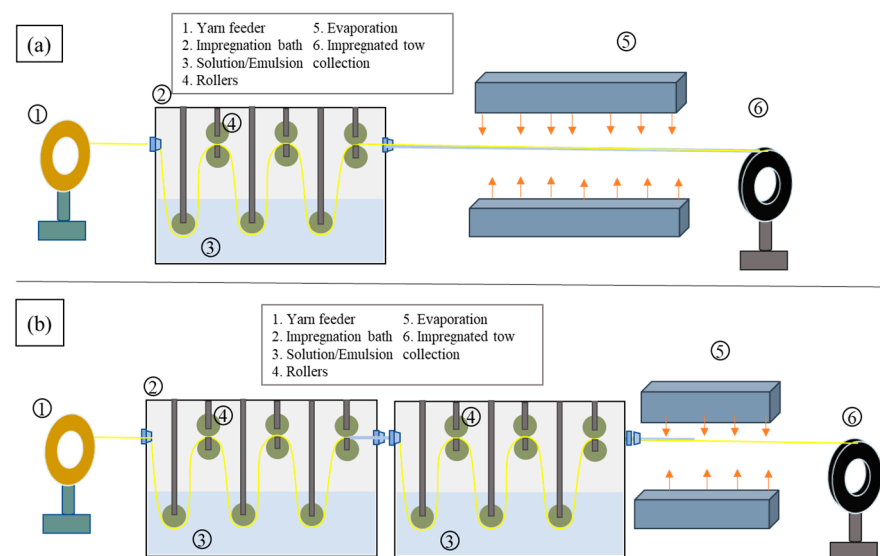 (a)
1. Yarn feeder 5. Evaporation
2. Impregnation bath 6. Impregnated tow
3. Solution/Emulsion collection
4. Rollers
⑤
②
④
①
⑥
③
(b)
1. Yarn feeder 5. Evaporation
2. Impregnation bath 6. Impregnated tow
3. Solution/Emulsion collection
4. Rollers
⑤
②
①
④
④
⑥
③
③